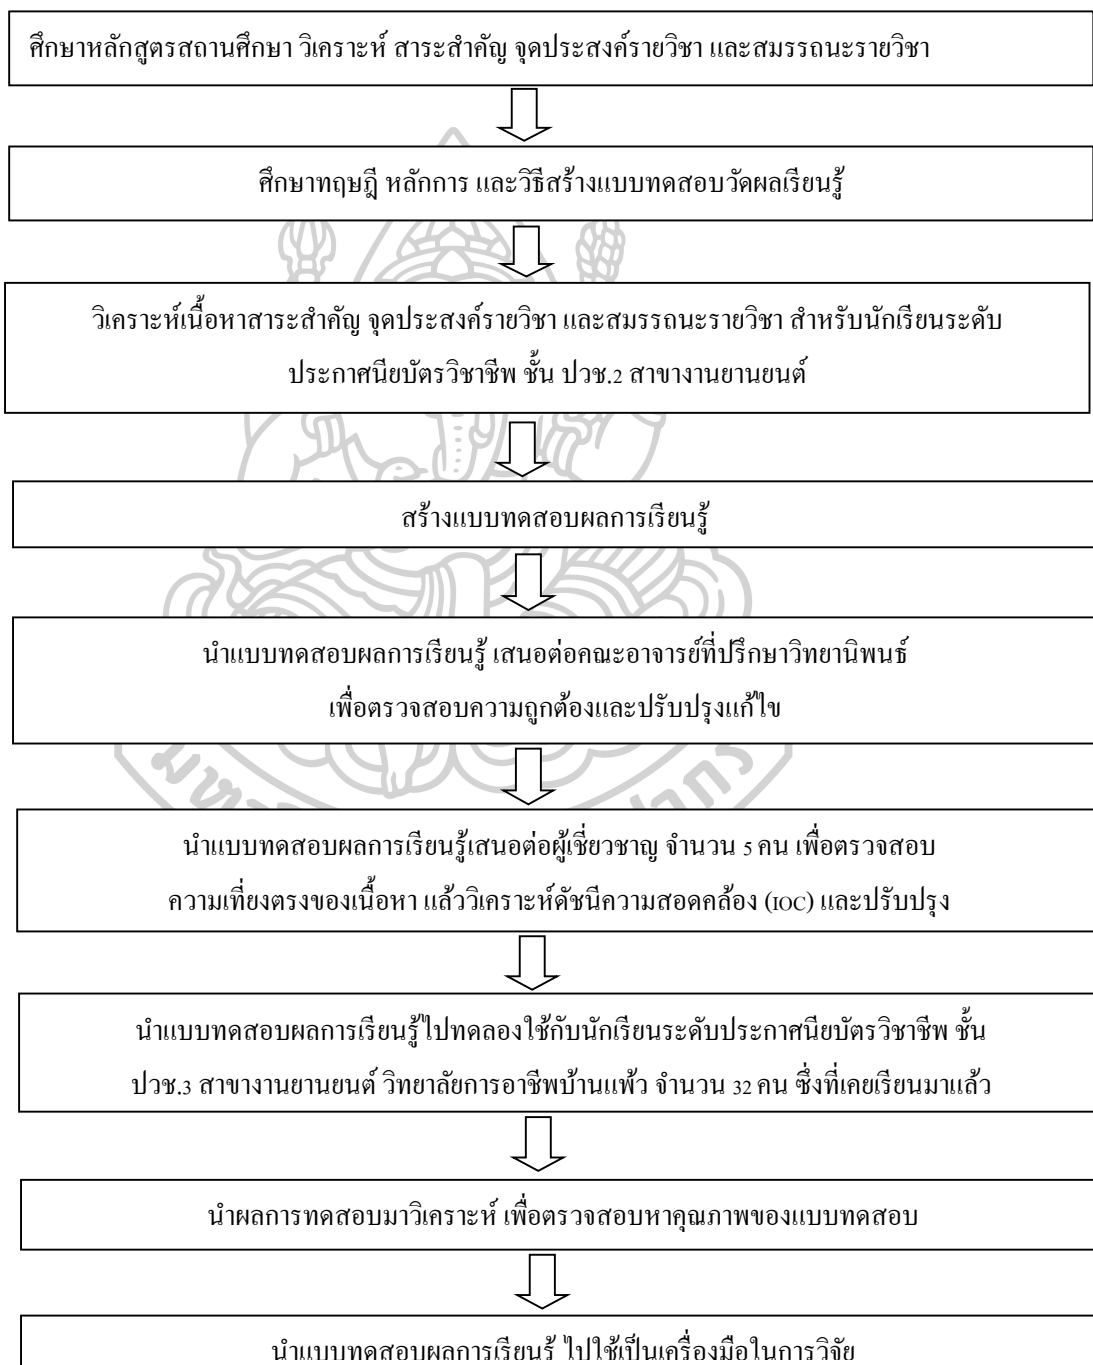 ศึกษาหลักสูตรสถานศึกษา วิเคราะห์ สาระสำคัญ จุดประสงค์รายวิชา และสมรรถนะรายวิชา
ศึกษาทฤษฎี หลักการ และวิธีสร้างแบบทดสอบวัดผลเรียนรู้
วิเคราะห์เนื้อหาสาระสำคัญ จุดประสงค์รายวิชา และสมรรถนะรายวิชา สำหรับนักเรียนระดับ
ประกาศนียบัตรวิชาชีพ ชั้น ปวช.2 สาขางานยานยนต์
สร้างแบบทดสอบผลการเรียนรู้
นำแบบทดสอบผลการเรียนรู้ เสนอต่อคณะอาจารย์ที่ปรึกษาวิทยานิพนธ์
เพื่อตรวจสอบความถูกต้องและปรับปรุงแก้ไข
นำแบบทดสอบผลการเรียนรู้เสนอต่อผู้เชี่ยวชาญ จำนวน 5 คน เพื่อตรวจสอบ
ความเที่ยงตรงของเนื้อหา แล้ววิเคราะห์ดัชนีความสอดคล้อง (IOC) และปรับปรุง
นำแบบทดสอบผลการเรียนรู้ไปทดลองใช้กับนักเรียนระดับประกาศนียบัตรวิชาชีพ ชั้น
ปวช.3 สาขางานยานยนต์ วิทยาลัยการอาชีพบ้านแพ้ว จำนวน 32 คน ซึ่งที่เคยเรียนมาแล้ว
นำผลการทดสอบมาวิเคราะห์ เพื่อตรวจสอบหาคุณภาพของแบบทดสอบ
นำแบบทดสอบผลการเรียนรู้ ไปใช้เป็นเครื่องมือในการวิจัย